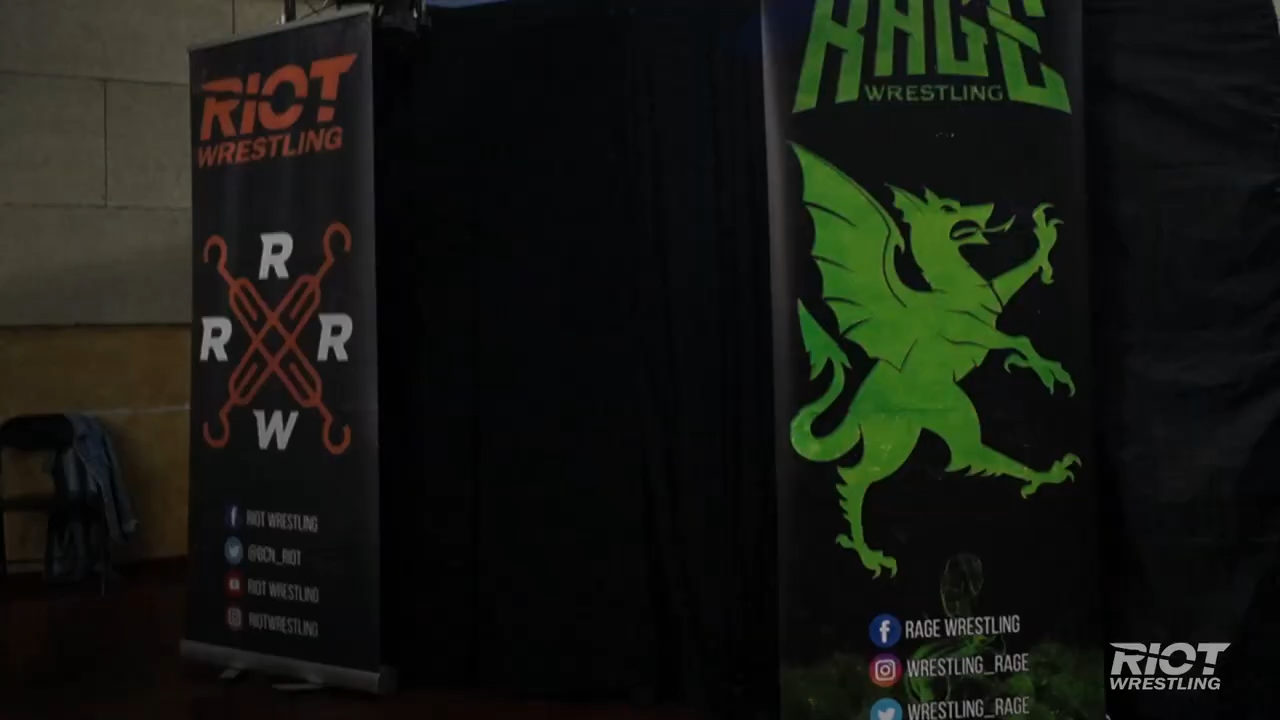 RIOT
WRESTLING
R
R R
W
RIOT WRESTLING
@BCN_RIOT
RIOT WRESTLING
RIOTWRESTLING
RAGE
WRESTLING
RAGE WRESTLING
WRESTLING_RAGE
WRESTLING_RAGE
RIOT
WRESTLING